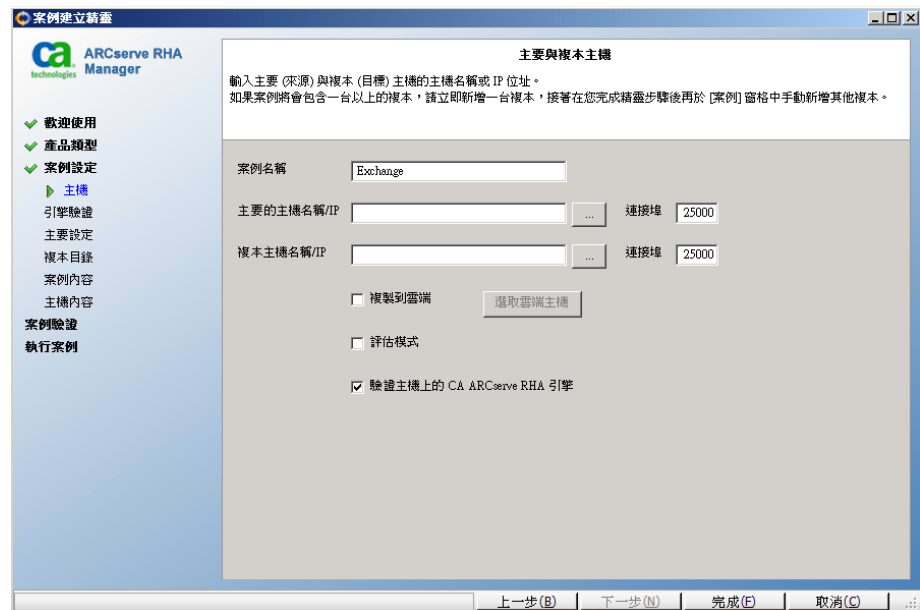 案例建立精靈
ca
technologies
ARCserve RHA
Manager
歡迎使用
產品類型
案例設定
主機
引擎驗證
主要設定
複本目錄
案例內容
主機內容
案例驗證
執行案例
主要與複本主機
輸入主要 (來源) 與複本 (目標) 主機的主機名稱或 IP 位址。
如果案例將會包含一台以上的複本，請立即新增一台複本，接著在您完成精靈步驟後再於 [案例] 窗格中手動新增其他複本。
案例名稱 Exchange
主要的主機名稱/IP ... 連接埠 25000
複本主機名稱/IP ... 連接埠 25000
複製到雲端 選取雲端主機
評估模式
驗證主機上的 CA ARCserve RHA 引擎
上一步(B) 下一步(N) 完成(F) 取消(C)